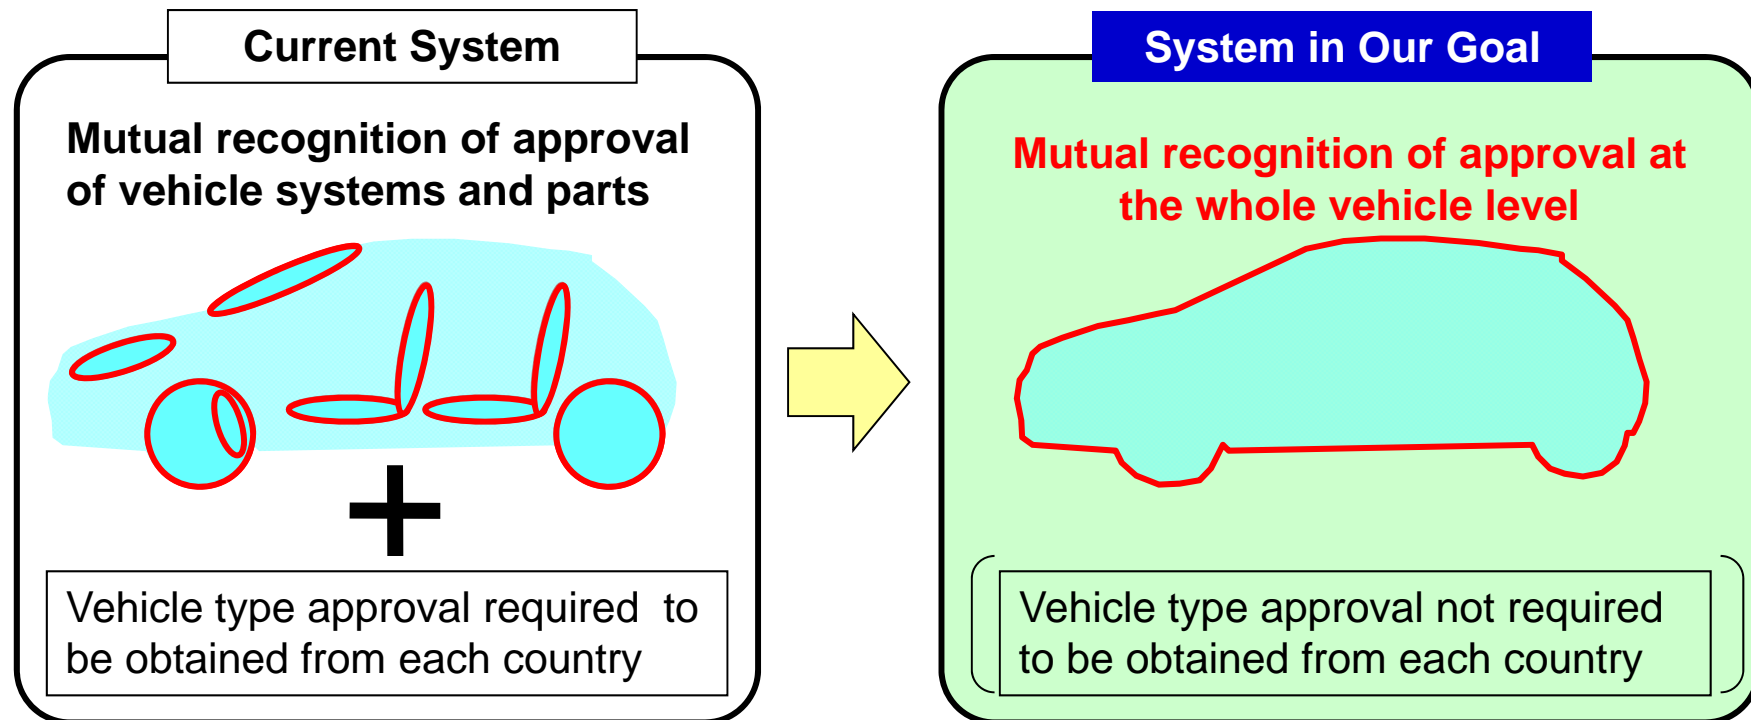 Current System
Mutual recognition of approval
of vehicle systems and parts
Vehicle type approval required to
be obtained from each country
System in Our Goal
Mutual recognition of approval at
the whole vehicle level
Vehicle type approval not required
to be obtained from each country